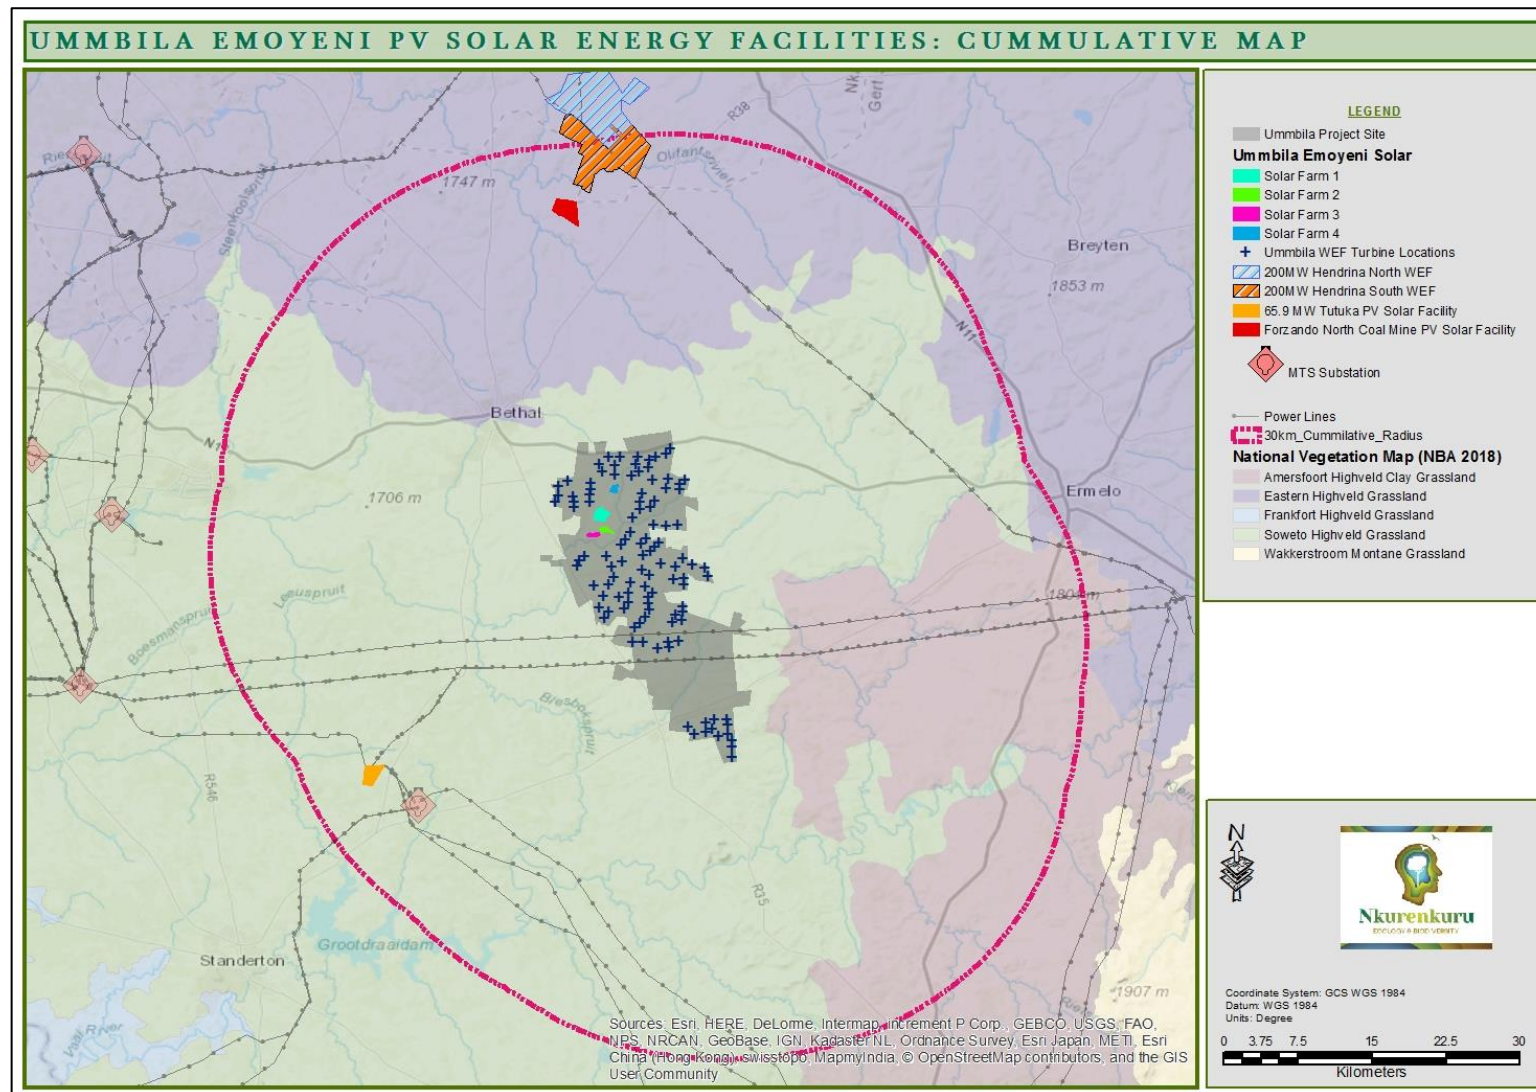 UMMBILA EMOYENI PV SOLAR ENERGY FACILITIES: CUMMULATIVE MAP
R38
Gert
Olifantsrivier
1747 m
Steenkoolspruit
Breyten
1853 m
N11
Bethal
N1
1706 m
Ermelo
Leeuspruit
1801 m
Boesmanspruit
Biesbokspruit
R546
R35
Grootdraaidam
Standerton
Vaal River
1907 m
Sources: Esri, HERE, DeLorme, Intermap, increment P Corp., GEBCO, USGS, FAO,
NPS, NRCAN, GeoBase, IGN, Kadaster NL, Ordnance Survey, Esri Japan, METI, Esri
China (Hong Kong), swisstopo, MapmyIndia, © OpenStreetMap contributors, and the GIS
User Community
LEGEND
Ummbila Project Site
Ummbila Emoyeni Solar
Solar Farm 1
Solar Farm 2
Solar Farm 3
Solar Farm 4
Ummbila WEF Turbine Locations
200MW Hendrina North WEF
200MW Hendrina South WEF
65.9 MW Tutuka PV Solar Facility
Forzando North Coal Mine PV Solar Facility
MTS Substation
Power Lines
30km_Cummilative_Radius
National Vegetation Map (NBA 2018)
Amersfoort Highveld Clay Grassland
Eastern Highveld Grassland
Frankfort Highveld Grassland
Soweto Highveld Grassland
Wakkerstroom Montane Grassland
N
Nkurenkuru
ECOLOGY & BIODIVERSITY
Coordinate System: GCS WGS 1984
Datum: WGS 1984
Units: Degree
0 3.75 7.5 15 22.5 30
Kilometers